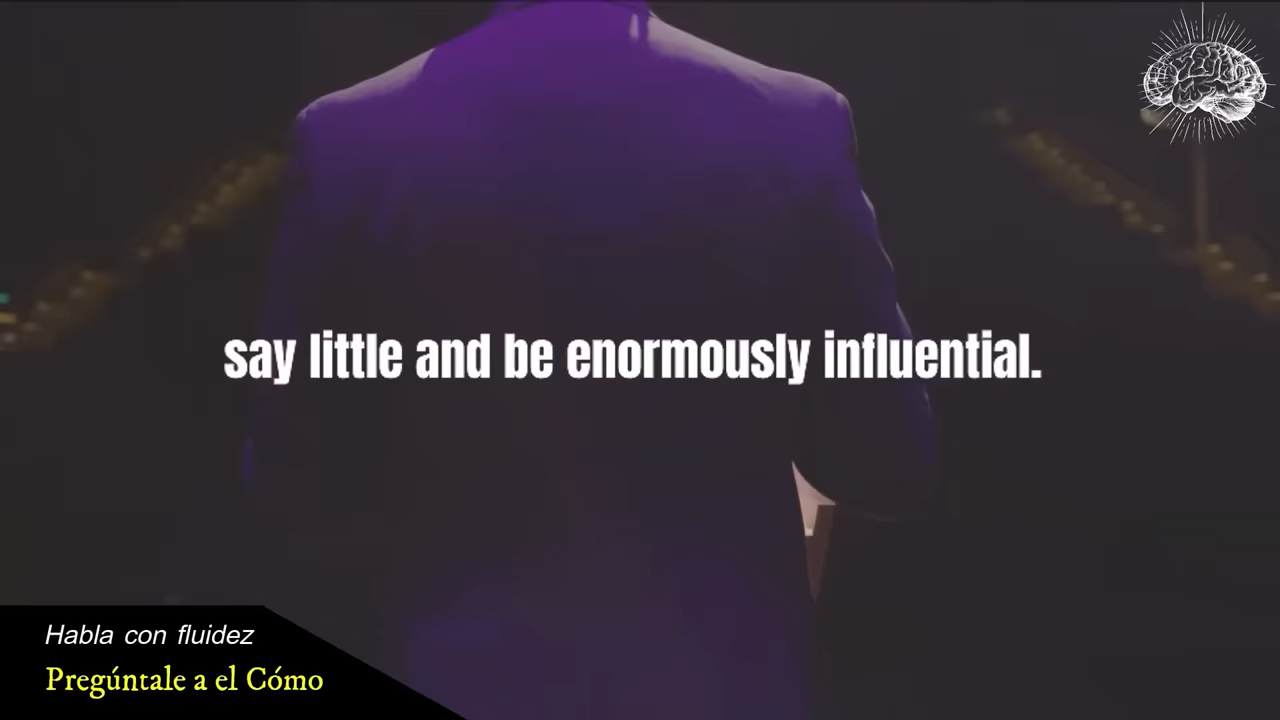 say little and be enormously influential.
Habla con fluidez
Pregúntale a el Cómo